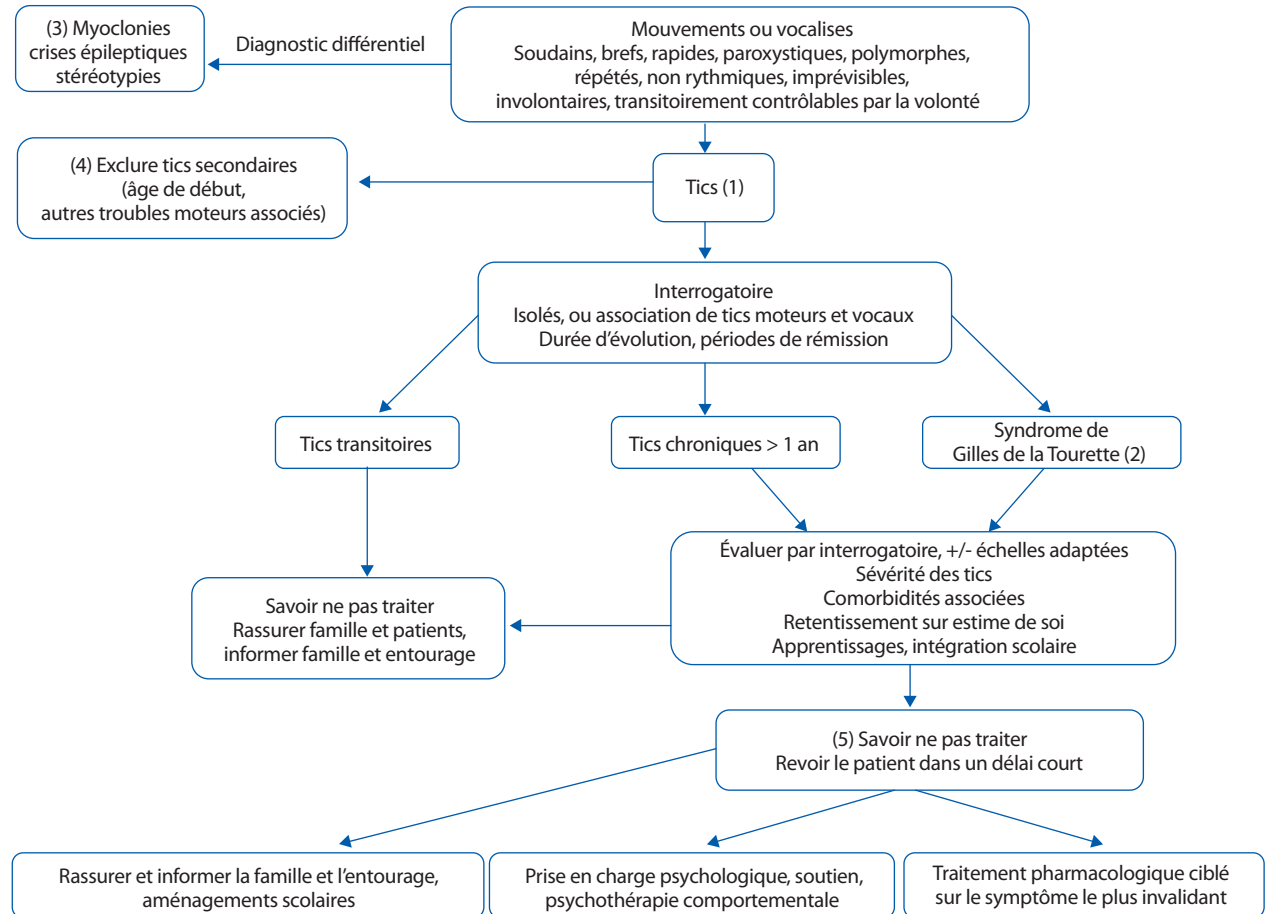 (3) Myoclonies
crises épileptiques
stéréotypies
Diagnostic différentiel
Mouvements ou vocalises
Soudains, brefs, rapides, paroxystiques, polymorphes,
répétés, non rythmiques, imprévisibles,
involontaires, transitoirement contrôlables par la volonté
(4) Exclure tics secondaires
(âge de début,
autres troubles moteurs associés)
Tics (1)
Interrogatoire
Isolés, ou association de tics moteurs et vocaux
Durée d’évolution, périodes de rémission
Tics transitoires
Tics chroniques > 1 an
Syndrome de
Gilles de la Tourette (2)
Évaluer par interrogatoire, +/- échelles adaptées
Sévérité des tics
Comorbidités associées
Retentissement sur estime de soi
Apprentissages, intégration scolaire
Savoir ne pas traiter
Rassurer famille et patients,
informer famille et entourage
(5) Savoir ne pas traiter
Revoir le patient dans un délai court
Rassurer et informer la famille et l’entourage,
aménagements scolaires
Prise en charge psychologique, soutien,
psychothérapie comportementale
Traitement pharmacologique ciblé
sur le symptôme le plus invalidant